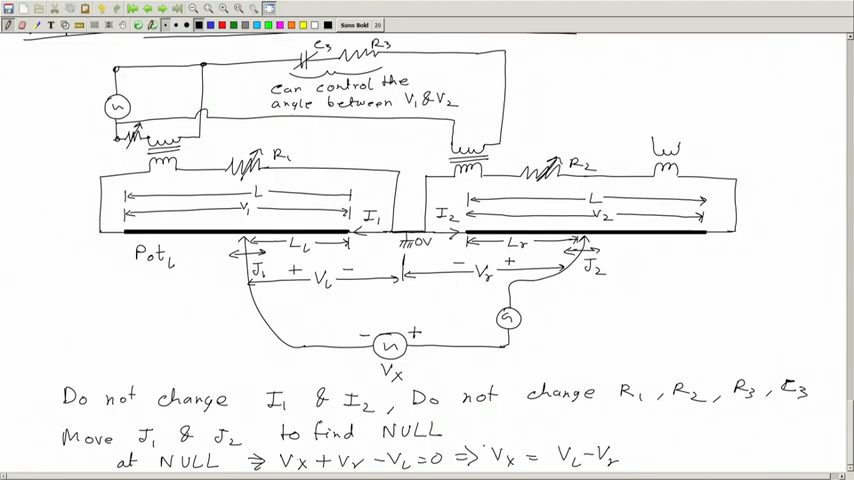 Sans Bold 20
C3 R3
can control the
angle between V1 & V2
R1 R2
L L
V1 I1 I2 V2
Pot L LL 0V Lr
J1 + VL − − Vr + J2
G
− +
Vx
Do not change I1 & I2, Do not change R1, R2, R3, C3
Move J1 & J2 to find NULL
at NULL ⇒ Vx + Vr − VL = 0 ⇒ Vx = VL − Vr